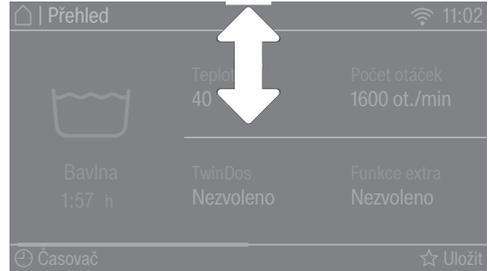 | Přehled 11:02
Teplot Počet otáček
40 1600 ot./min
Bavlna TwinDos Funkce extra
1:57 h Nezvoleno Nezvoleno
Časovač Uložit